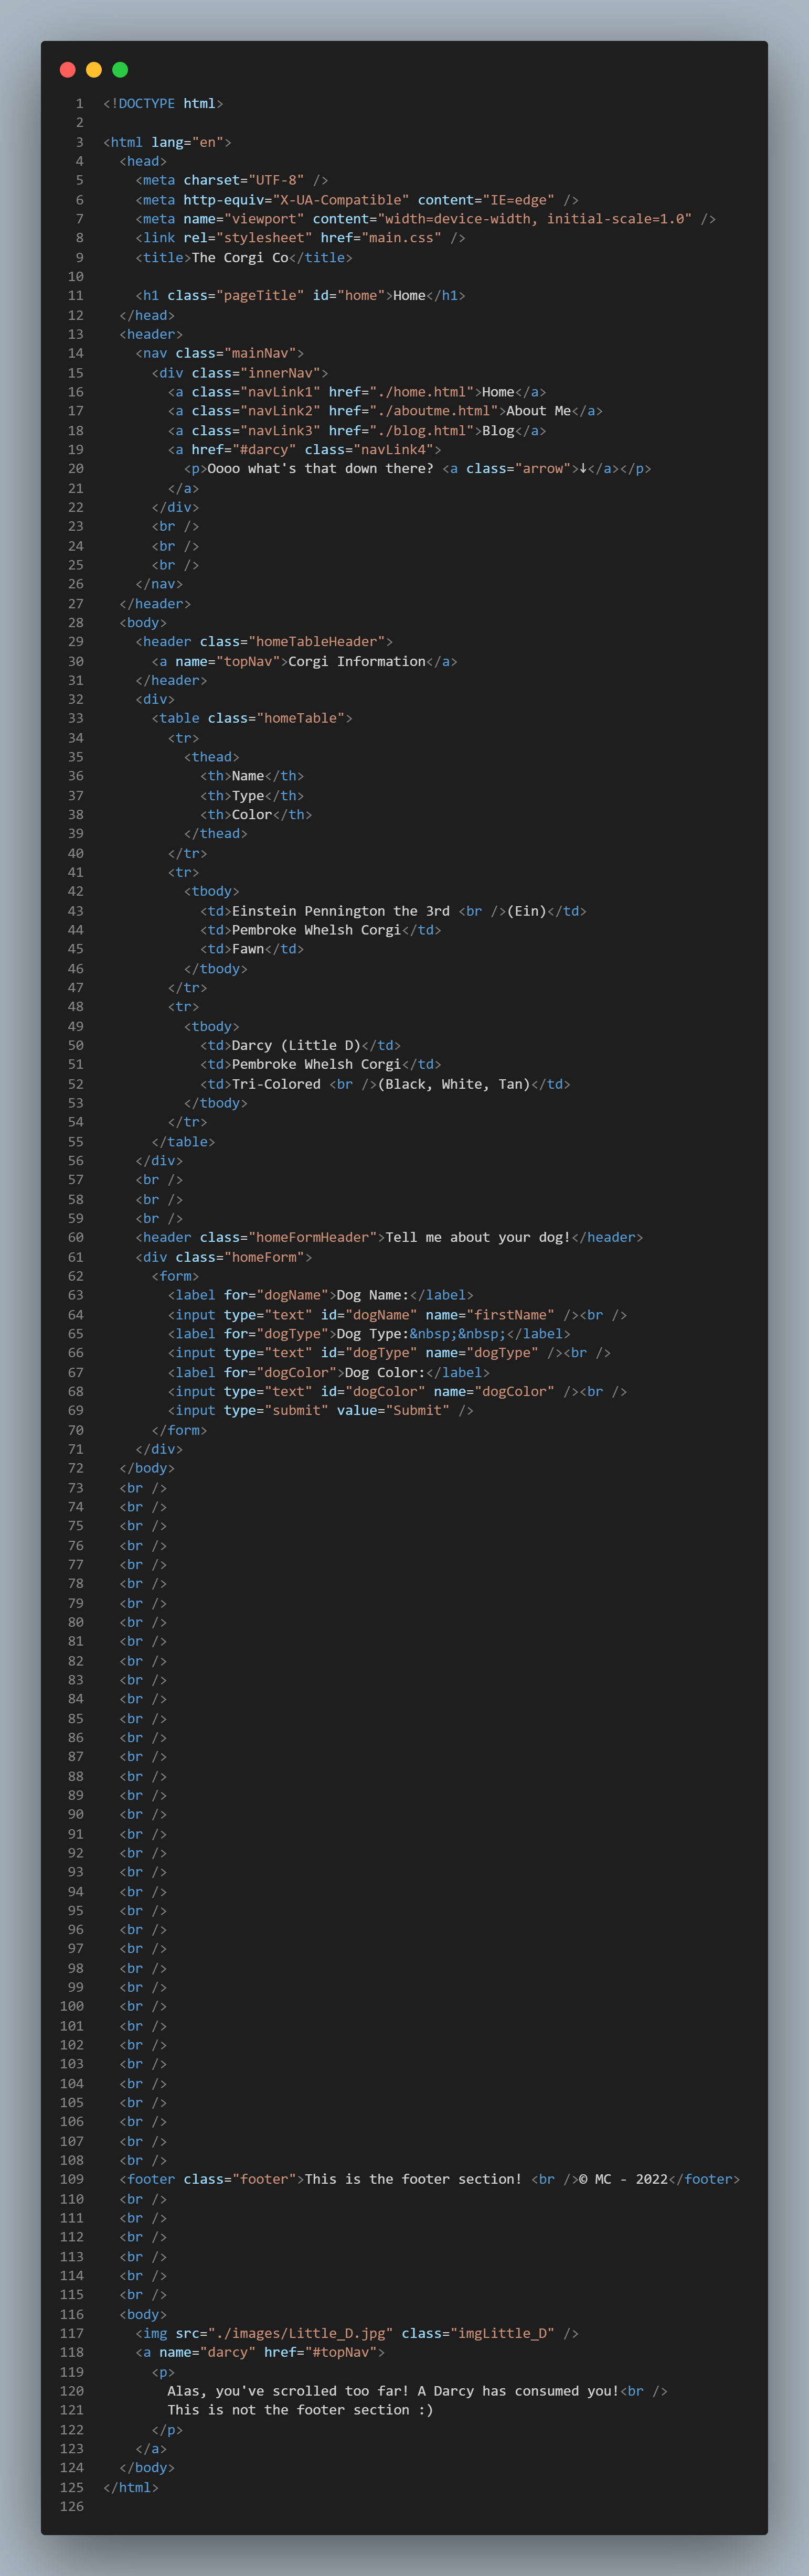 1 <!DOCTYPE html>
2
3 <html lang="en">
4   <head>
5     <meta charset="UTF-8" />
6     <meta http-equiv="X-UA-Compatible" content="IE=edge" />
7     <meta name="viewport" content="width=device-width, initial-scale=1.0" />
8     <link rel="stylesheet" href="main.css" />
9     <title>The Corgi Co</title>
10
11     <h1 class="pageTitle" id="home">Home</h1>
12   </head>
13   <header>
14     <nav class="mainNav">
15       <div class="innerNav">
16         <a class="navLink1" href="./home.html">Home</a>
17         <a class="navLink2" href="./aboutme.html">About Me</a>
18         <a class="navLink3" href="./blog.html">Blog</a>
19         <a href="#darcy" class="navLink4">
20           <p>Oooo what's that down there? <a class="arrow">↓</a></p>
21         </a>
22       </div>
23       <br />
24       <br />
25       <br />
26     </nav>
27   </header>
28   <body>
29     <header class="homeTableHeader">
30       <a name="topNav">Corgi Information</a>
31     </header>
32     <div>
33       <table class="homeTable">
34         <tr>
35           <thead>
36             <th>Name</th>
37             <th>Type</th>
38             <th>Color</th>
39           </thead>
40         </tr>
41         <tr>
42           <tbody>
43             <td>Einstein Pennington the 3rd <br />(Ein)</td>
44             <td>Pembroke Whelsh Corgi</td>
45             <td>Fawn</td>
46           </tbody>
47         </tr>
48         <tr>
49           <tbody>
50             <td>Darcy (Little D)</td>
51             <td>Pembroke Whelsh Corgi</td>
52             <td>Tri-Colored <br />(Black, White, Tan)</td>
53           </tbody>
54         </tr>
55       </table>
56     </div>
57     <br />
58     <br />
59     <br />
60     <header class="homeFormHeader">Tell me about your dog!</header>
61     <div class="homeForm">
62       <form>
63         <label for="dogName">Dog Name:</label>
64         <input type="text" id="dogName" name="firstName" /><br />
65         <label for="dogType">Dog Type:&nbsp;&nbsp;</label>
66         <input type="text" id="dogType" name="dogType" /><br />
67         <label for="dogColor">Dog Color:</label>
68         <input type="text" id="dogColor" name="dogColor" /><br />
69         <input type="submit" value="Submit" />
70       </form>
71     </div>
72   </body>
73   <br />
74   <br />
75   <br />
76   <br />
77   <br />
78   <br />
79   <br />
80   <br />
81   <br />
82   <br />
83   <br />
84   <br />
85   <br />
86   <br />
87   <br />
88   <br />
89   <br />
90   <br />
91   <br />
92   <br />
93   <br />
94   <br />
95   <br />
96   <br />
97   <br />
98   <br />
99   <br />
100   <br />
101   <br />
102   <br />
103   <br />
104   <br />
105   <br />
106   <br />
107   <br />
108   <br />
109   <footer class="footer">This is the footer section! <br />© MC - 2022</footer>
110   <br />
111   <br />
112   <br />
113   <br />
114   <br />
115   <br />
116   <body>
117     <img src="./images/Little_D.jpg" class="imgLittle_D" />
118     <a name="darcy" href="#topNav">
119       <p>
120         Alas, you've scrolled too far! A Darcy has consumed you!<br />
121         This is not the footer section :)
122       </p>
123     </a>
124   </body>
125 </html>
126